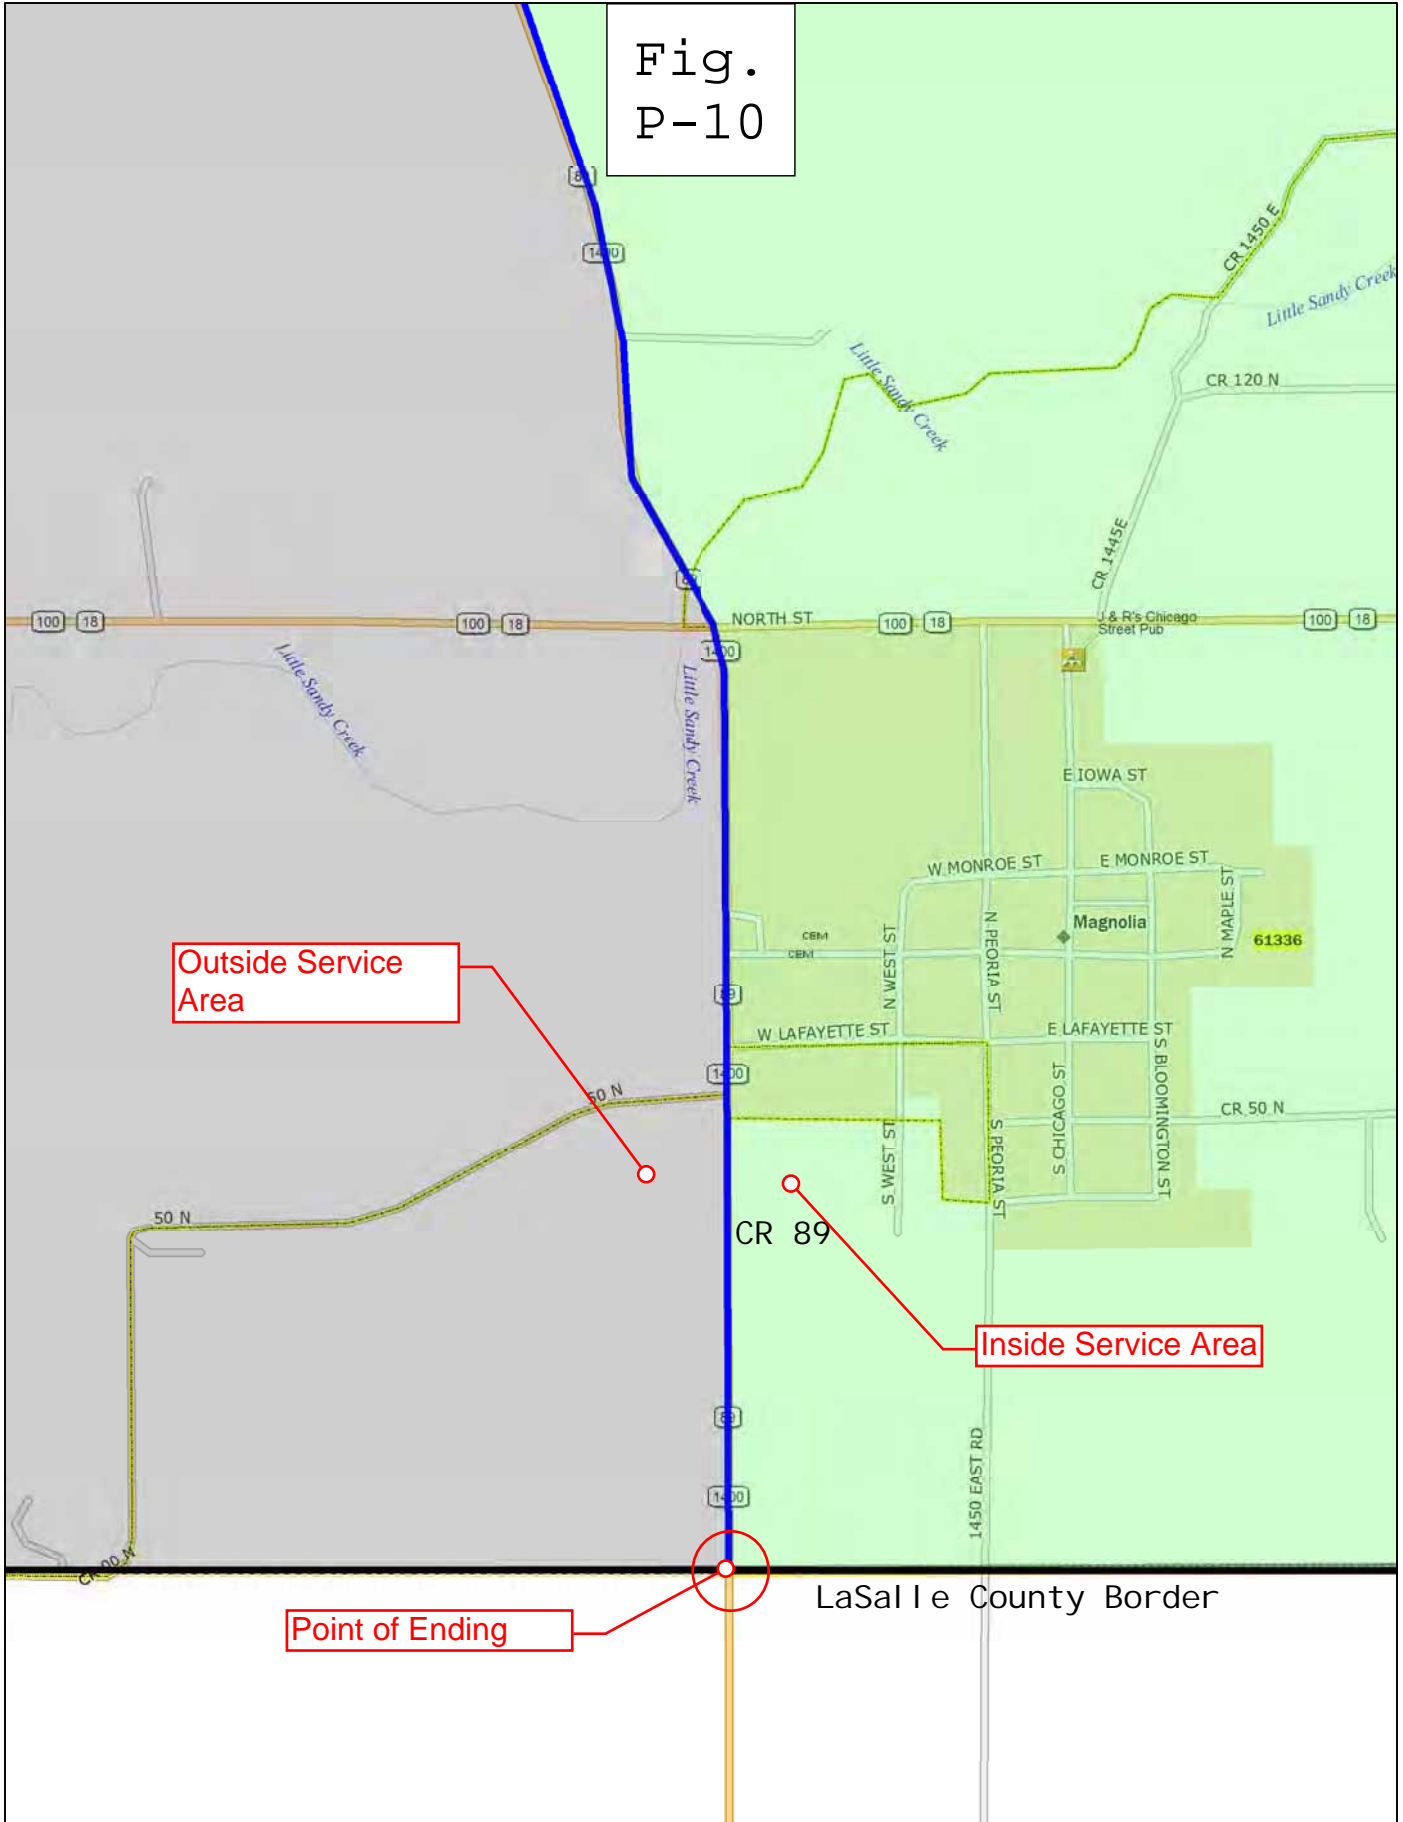 Fig.
P-10
CR 1450 E
Little Sandy Creek
Little Sandy Creek
CR 120 N
CR 1445E
100 18
100 18
NORTH ST
100 18
J & R's Chicago
Street Pub
100 18
1400
Little Sandy Creek
Little Sandy Creek
E IOWA ST
W MONROE ST
E MONROE ST
N MAPLE ST
Magnolia
61336
CEM
CEM
N WEST ST
N PEORIA ST
Outside Service
Area
89
W LAFAYETTE ST
E LAFAYETTE ST
1400
50 N
S CHICAGO ST
S BLOOMINGTON ST
CR 50 N
S WEST ST
S PEORIA ST
50 N
CR 89
Inside Service Area
89
1450 EAST RD
1400
CR 00 N
LaSalle County Border
Point of Ending